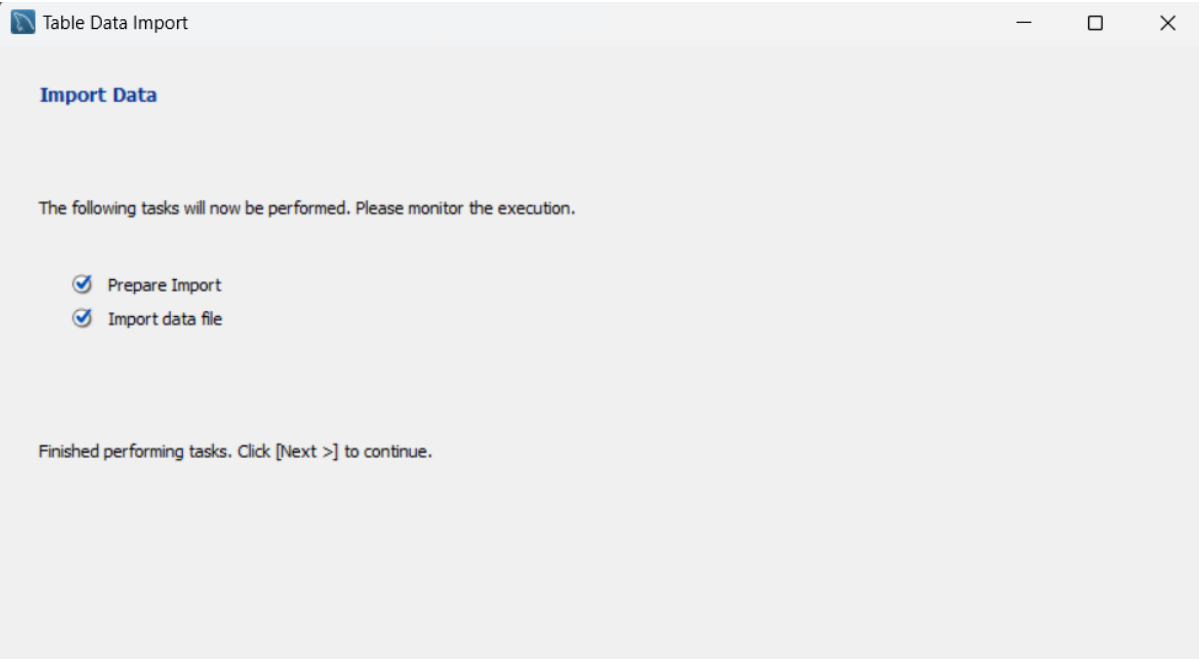 Table Data Import
Import Data
The following tasks will now be performed. Please monitor the execution.
Prepare Import
Import data file
Finished performing tasks. Click [Next >] to continue.